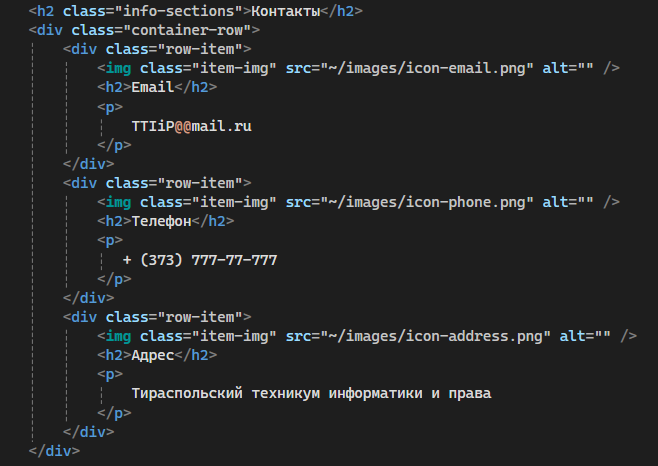 <h2 class="info-sections">Контакты</h2>
<div class="container-row">
<div class="row-item">
<img class="item-img" src="~/images/icon-email.png" alt="" />
<h2>Email</h2>
<p>
TTIiP@@mail.ru
</p>
</div>
<div class="row-item">
<img class="item-img" src="~/images/icon-phone.png" alt="" />
<h2>Телефон</h2>
<p>
+ (373) 777-77-777
</p>
</div>
<div class="row-item">
<img class="item-img" src="~/images/icon-address.png" alt="" />
<h2>Адрес</h2>
<p>
Тираспольский техникум информатики и права
</p>
</div>
</div>